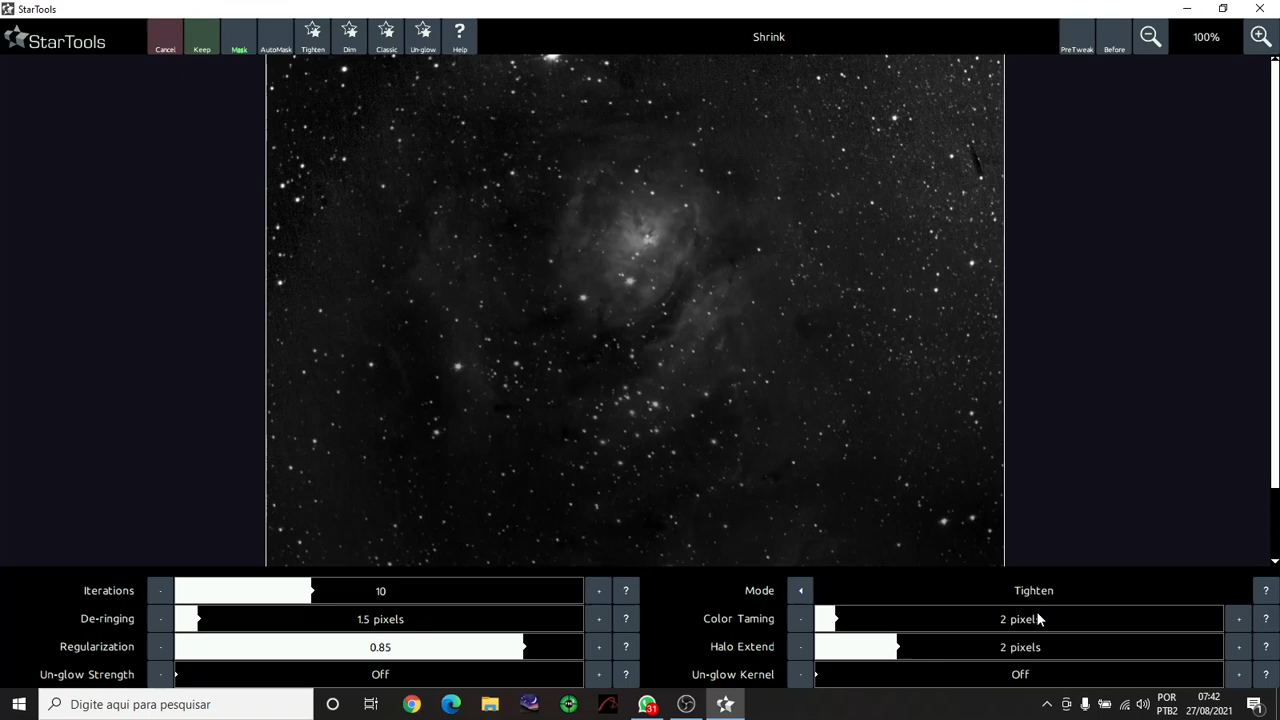 StarTools
StarTools
Cancel
Keep
Mask
AutoMask
Tighten
Dim
Classic
Un-glow
?
Help
Shrink
PreTweak
Before
100%
Iterations - 10 + ?
Mode Tighten ?
De-ringing - 1.5 pixels + ?
Color Taming - 2 pixels + ?
Regularization - 0.85 + ?
Halo Extend - 2 pixels + ?
Un-glow Strength - Off + ?
Un-glow Kernel - Off + ?
Digite aqui para pesquisar
31
POR
PTB2
07:42
27/08/2021
1